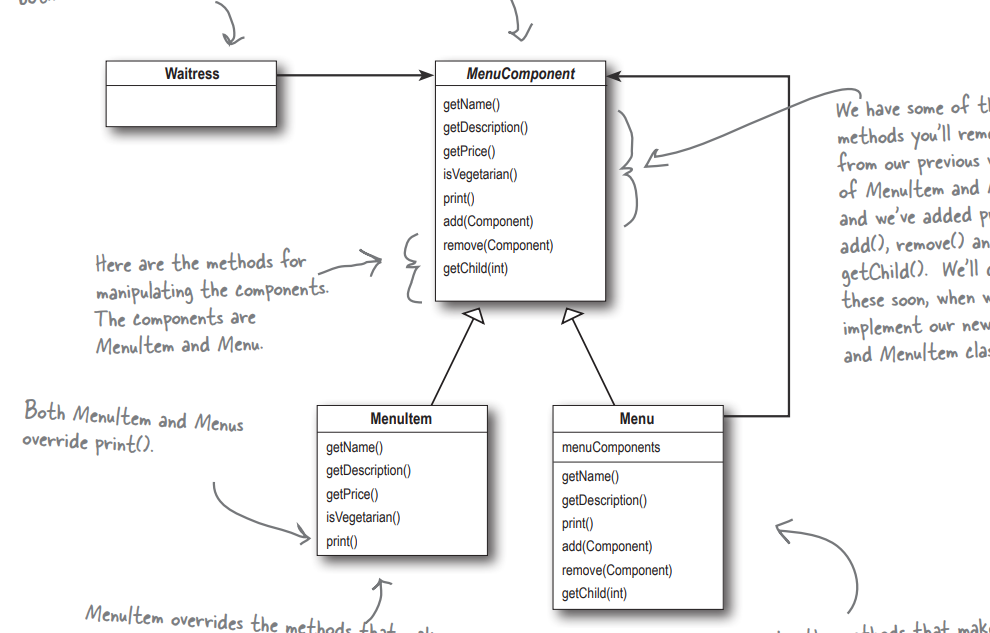 Waitress
MenuComponent
getName()
getDescription()
getPrice()
isVegetarian()
print()
add(Component)
remove(Component)
getChild(int)
We have some of
methods you'll
from our previous
of MenuItem and
and we've added
add(), remove()
getChild(). We'll
these soon, when
implement our new
and MenuItem
Here are the methods for
manipulating the components.
The components are
MenuItem and Menu.
Both MenuItem and Menus
override print().
MenuItem
getName()
getDescription()
getPrice()
isVegetarian()
print()
Menu
menuComponents
getName()
getDescription()
print()
add(Component)
remove(Component)
getChild(int)
MenuItem overrides the methods that
methods that